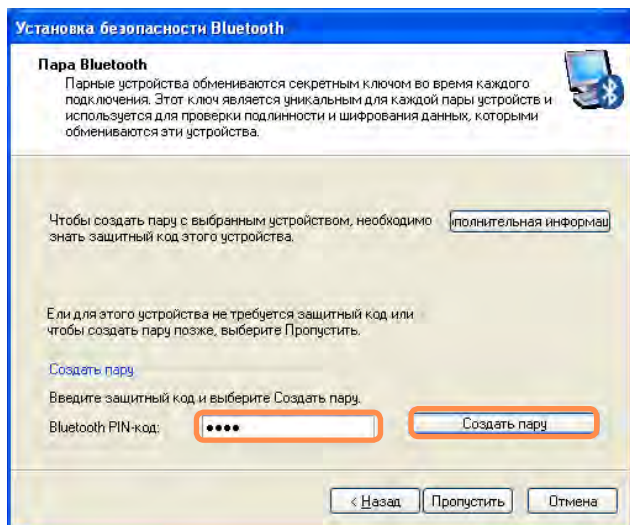 Установка безопасности Bluetooth
Пара Bluetooth
Парные устройства обмениваются секретным ключом во время каждого
подключения. Этот ключ является уникальным для каждой пары устройств и
используется для проверки подлинности и шифрования данных, которыми
обмениваются эти устройства.
Чтобы создать пару с выбранным устройством, необходимо
знать защитный код этого устройства.
полнительная информац
Ели для этого устройства не требуется защитный код или
чтобы создать пару позже, выберите Пропустить.
Создать пару
Введите защитный код и выберите Создать пару.
Bluetooth PIN-код: ●●●● Создать пару
< Назад Пропустить Отмена